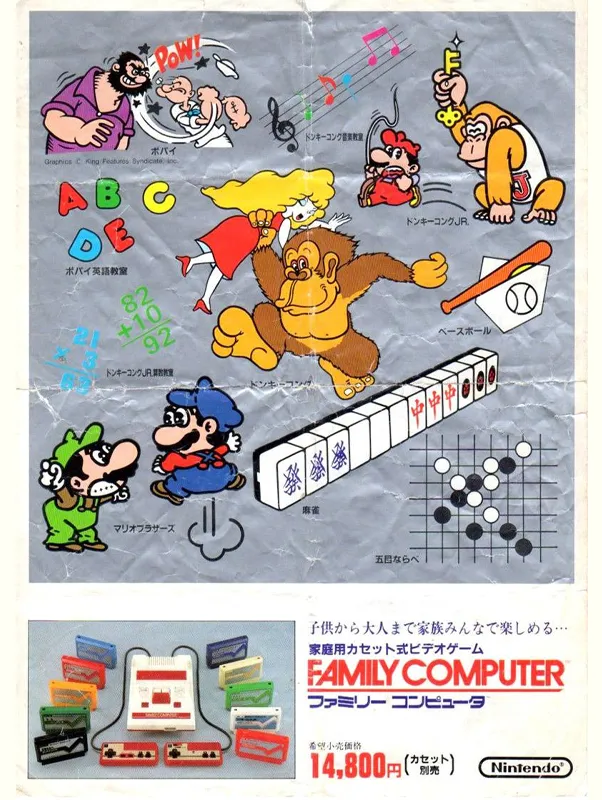 POW!
ポパイ
Graphics © King Features Syndicate, Inc.
ドンキーコング音楽教室
J
ドンキーコングJR.
A B C
D E
ポパイ英語教室
82
+10
92
21
× 3
63
ドンキーコングJR.算数教室
ドンキーコング
ベースボール
中 中 中
發 發 發
麻雀
マリオブラザーズ
五目ならべ
子供から大人まで家族みんなで楽しめる…
家庭用カセット式ビデオゲーム
FAMILY COMPUTER™
ファミリー コンピュータ™
FAMILY COMPUTER
希望小売価格
14,800円(カセット別売)
Nintendo®